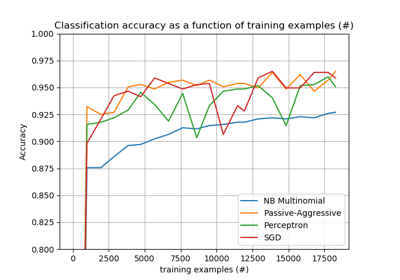 Classification accuracy as a function of training examples (#)
1.000
0.975
0.950
0.925
0.900
0.875
0.850
0.825
0.800
Accuracy
NB Multinomial
Passive-Aggressive
Perceptron
SGD
0 2500 5000 7500 10000 12500 15000 17500
training examples (#)